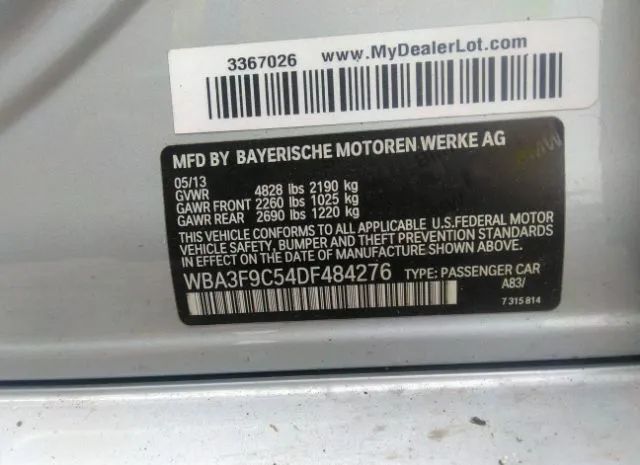 3367026 www.MyDealerLot.com
MFD BY BAYERISCHE MOTOREN WERKE AG
05/13
GVWR 4828 lbs 2190 kg
GAWR FRONT 2260 lbs 1025 kg
GAWR REAR 2690 lbs 1220 kg
THIS VEHICLE CONFORMS TO ALL APPLICABLE U.S.FEDERAL MOTOR
VEHICLE SAFETY, BUMPER AND THEFT PREVENTION STANDARDS
IN EFFECT ON THE DATE OF MANUFACTURE SHOWN ABOVE.
WBA3F9C54DF484276 TYPE: PASSENGER CAR
A83/
7 315 814